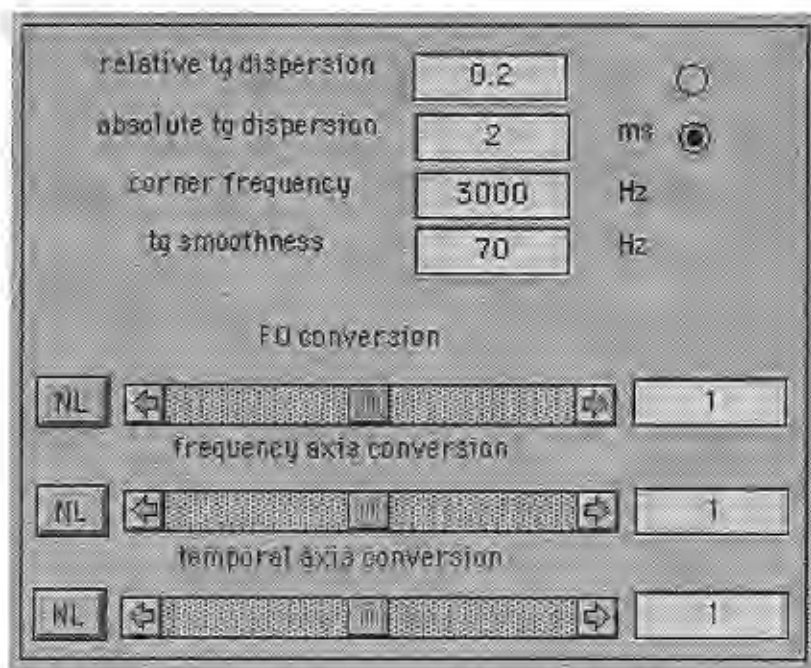 relative tg dispersion 0.2
absolute tg dispersion 2 ms
corner frequency 3000 Hz
tg smoothness 70 Hz
F0 conversion
NL 1
frequency axis conversion
NL 1
temporal axis conversion
NL 1